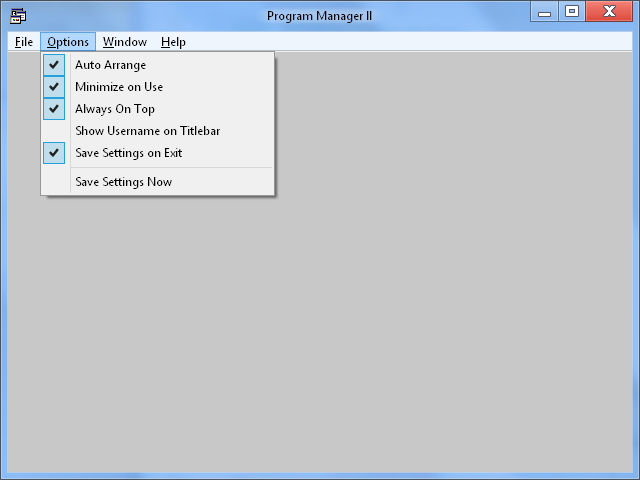 Program Manager II
File Options Window Help
Auto Arrange
Minimize on Use
Always On Top
Show Username on Titlebar
Save Settings on Exit
Save Settings Now